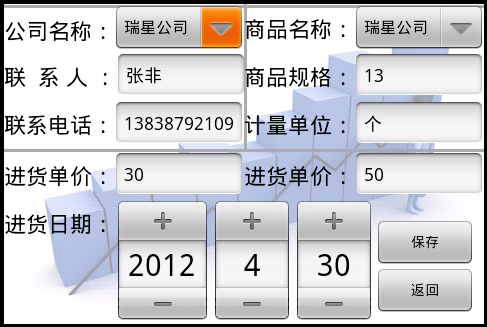 公司名称： 瑞星公司 商品名称： 瑞星公司
联 系 人 ： 张非 商品规格： 13
联系电话： 13838792109 计量单位： 个
进货单价： 30 进货单价： 50
进货日期： + + +
2012 4 30 保存
− − − 返回